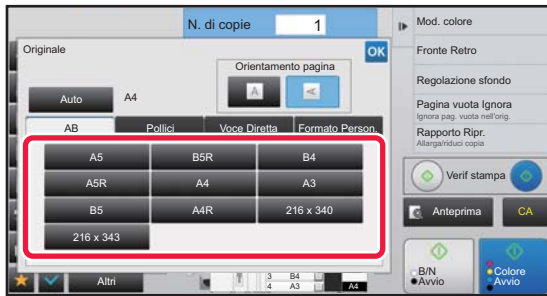 N. di copie 1
Originale
OK
Orientamento pagina
Auto
A4
A
A
AB
Pollici
Voce Diretta
Formato Person.
A5
B5R
B4
A5R
A4
A3
B5
A4R
216 x 340
216 x 343
Altri
3 B4
4 A3
A4
Mod. colore
Fronte Retro
Regolazione sfondo
Pagina vuota Ignora
Ignora pag. vuota nell'orig.
Rapporto Ripr.
Allarga/riduci copia
Verif stampa
Anteprima
CA
B/N
Avvio
Colore
Avvio